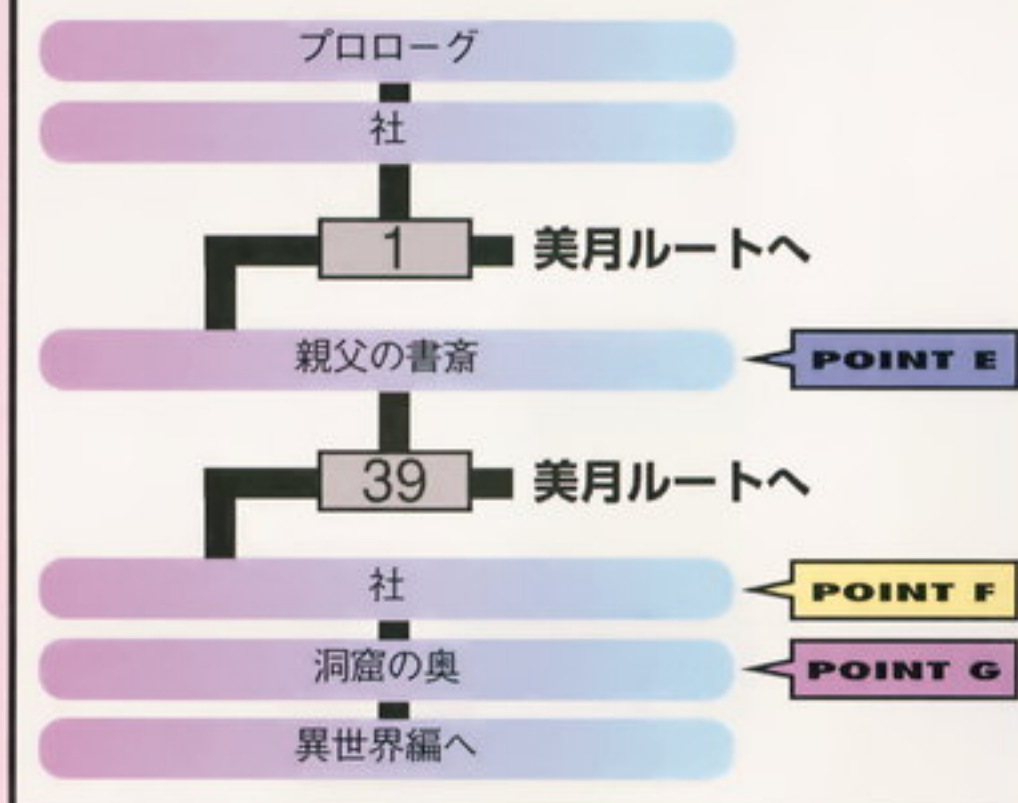 プロローグ
社
1
美月ルートへ
親父の書斎
POINT E
39
美月ルートへ
社
POINT F
洞窟の奥
POINT G
異世界編へ